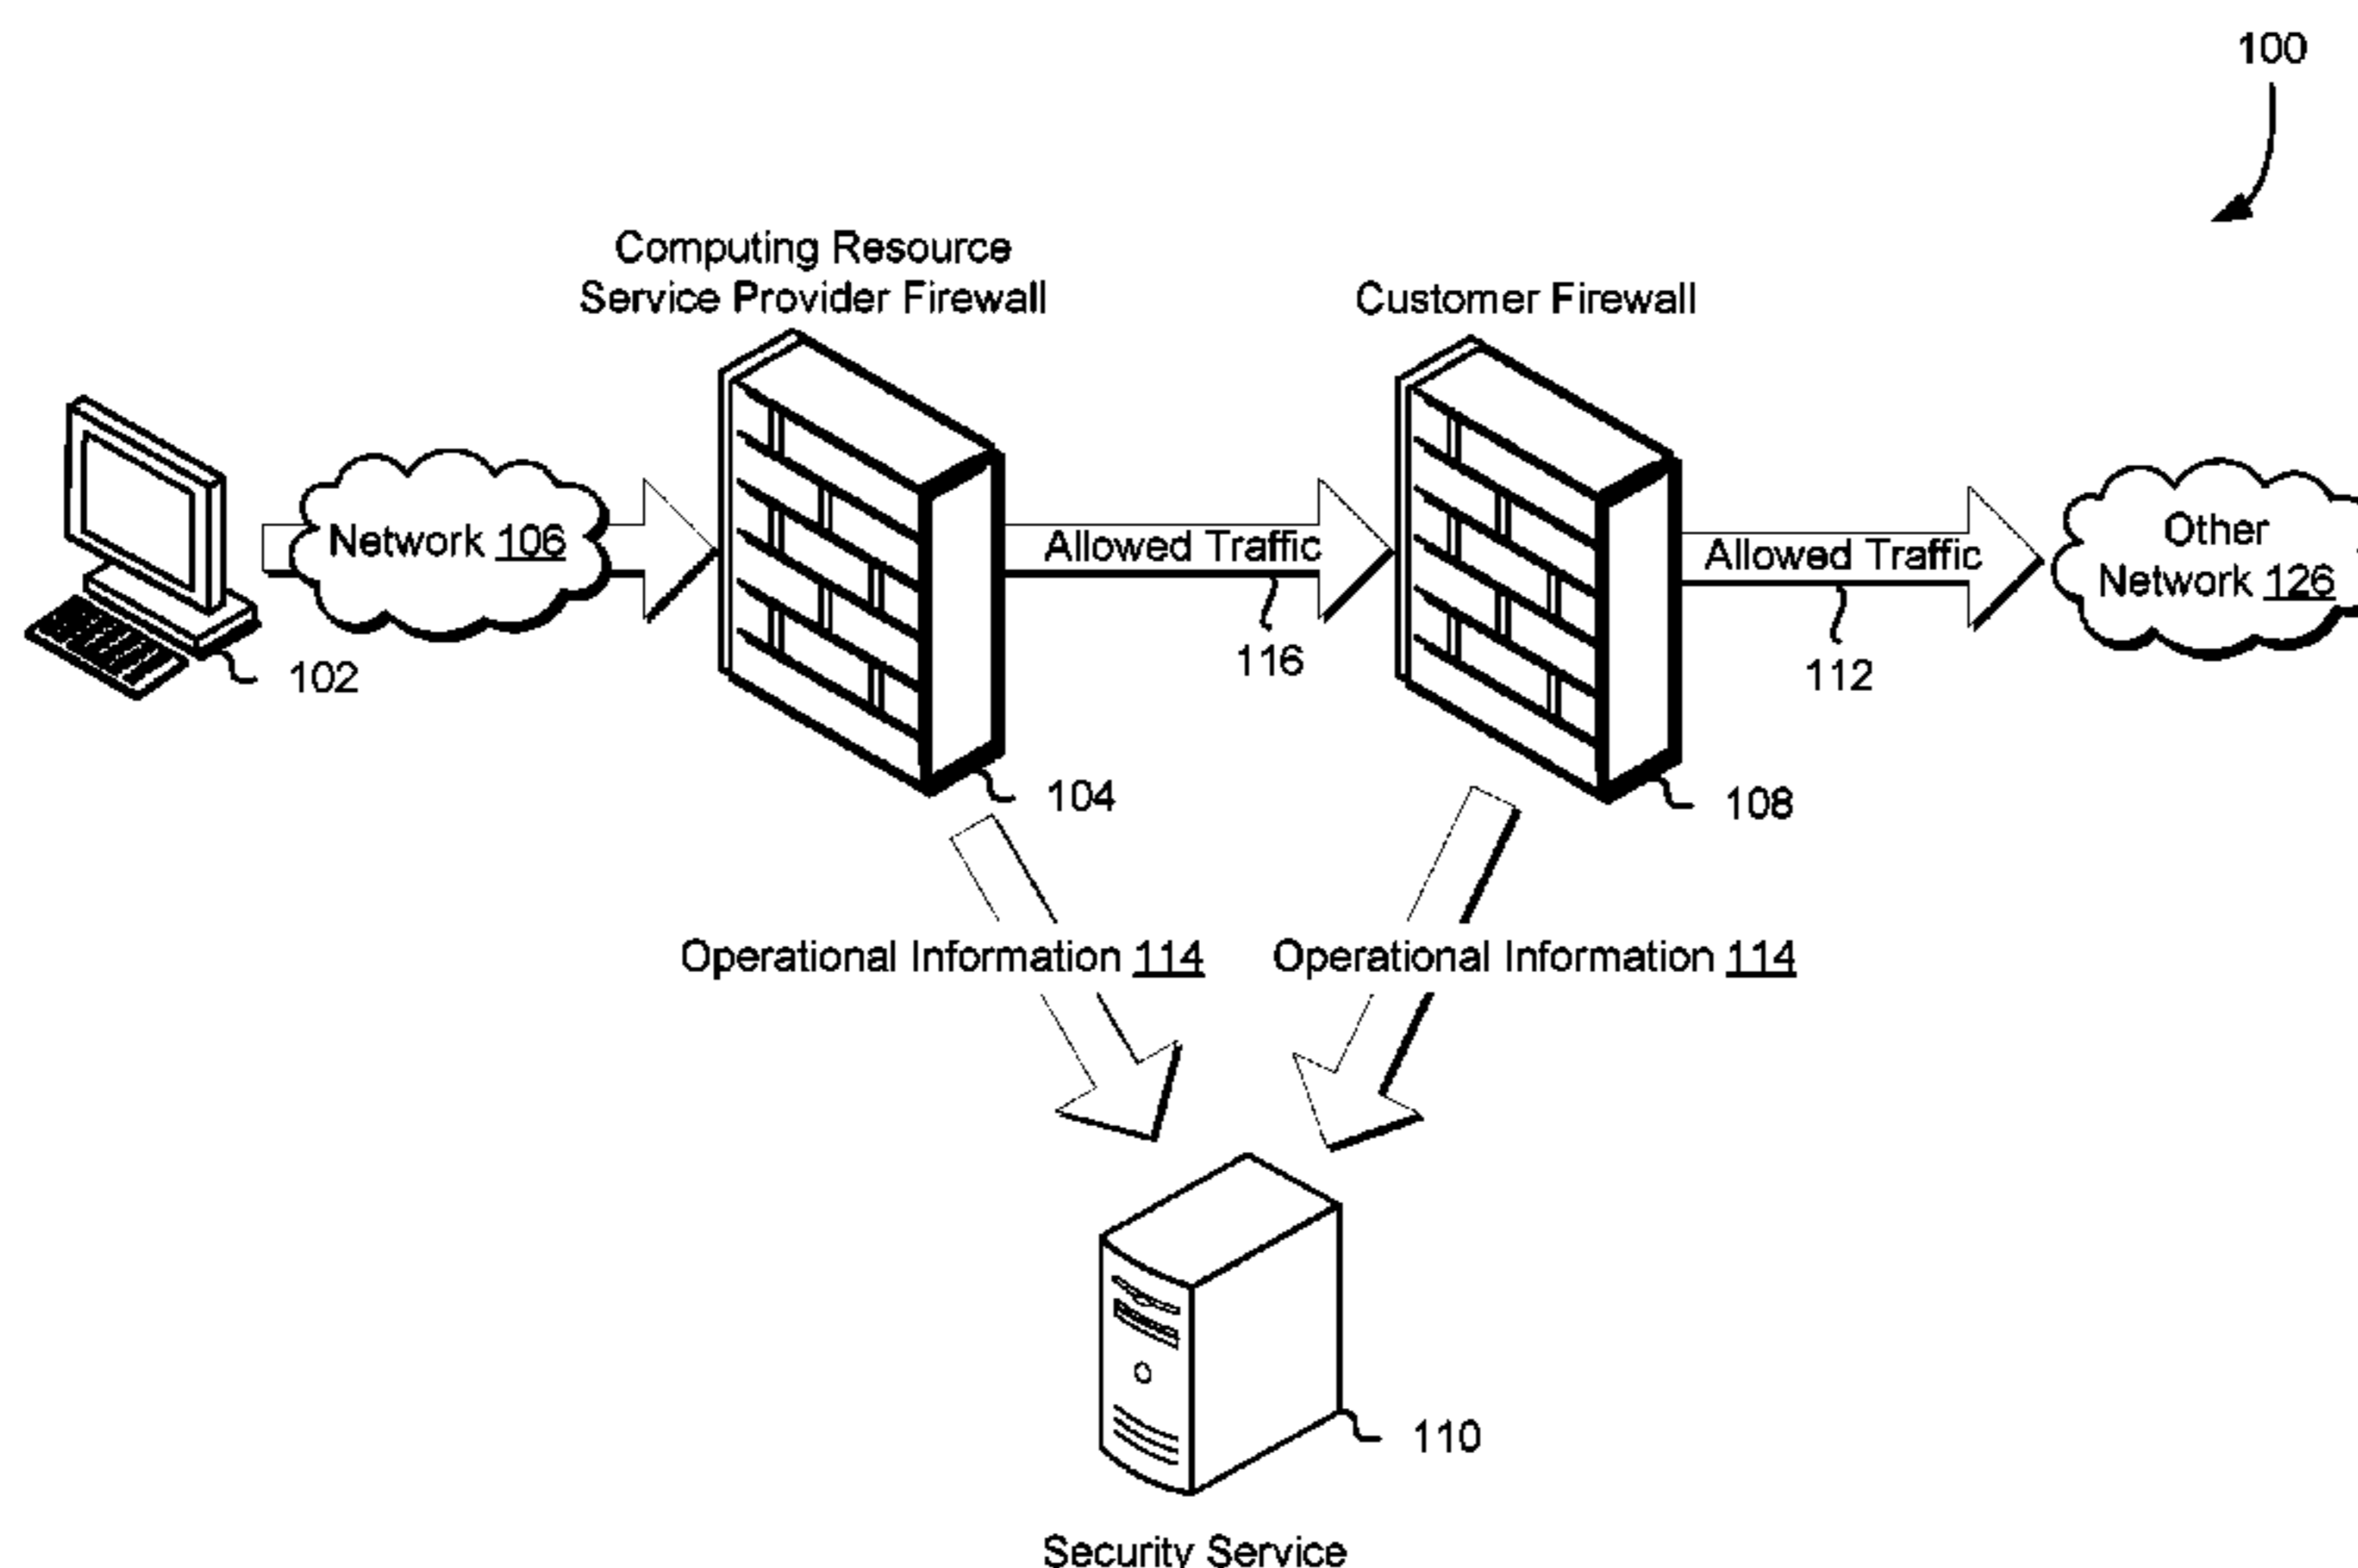 100
Computing Resource
Service Provider Firewall
Customer Firewall
Network 106
Allowed Traffic
Allowed Traffic
Other
Network 126
102
116
112
104
108
Operational Information 114
Operational Information 114
110
Security Service